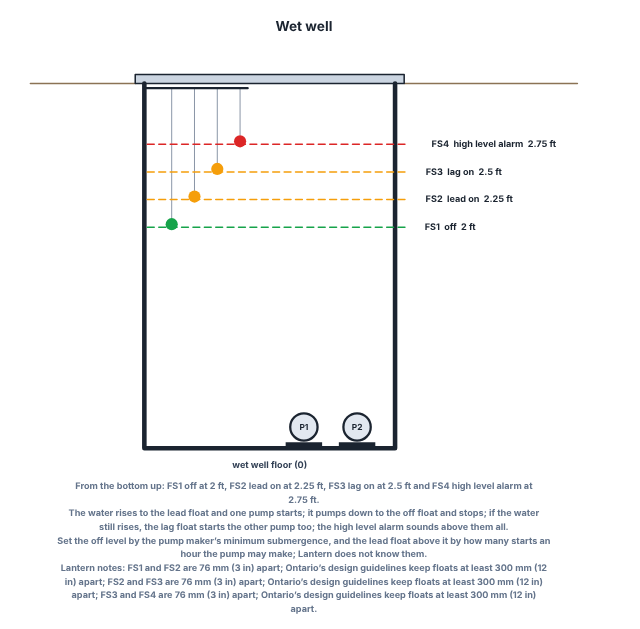 Wet well
FS4 high level alarm 2.75 ft
FS3 lag on 2.5 ft
FS2 lead on 2.25 ft
FS1 off 2 ft
P1
P2
wet well floor (0)
From the bottom up: FS1 off at 2 ft, FS2 lead on at 2.25 ft, FS3 lag on at 2.5 ft and FS4 high level alarm at
2.75 ft.
The water rises to the lead float and one pump starts; it pumps down to the off float and stops; if the water
still rises, the lag float starts the other pump too; the high level alarm sounds above them all.
Set the off level by the pump maker’s minimum submergence, and the lead float above it by how many starts an
hour the pump may make; Lantern does not know them.
Lantern notes: FS1 and FS2 are 76 mm (3 in) apart; Ontario’s design guidelines keep floats at least 300 mm (12
in) apart; FS2 and FS3 are 76 mm (3 in) apart; Ontario’s design guidelines keep floats at least 300 mm (12 in)
apart; FS3 and FS4 are 76 mm (3 in) apart; Ontario’s design guidelines keep floats at least 300 mm (12 in)
apart.